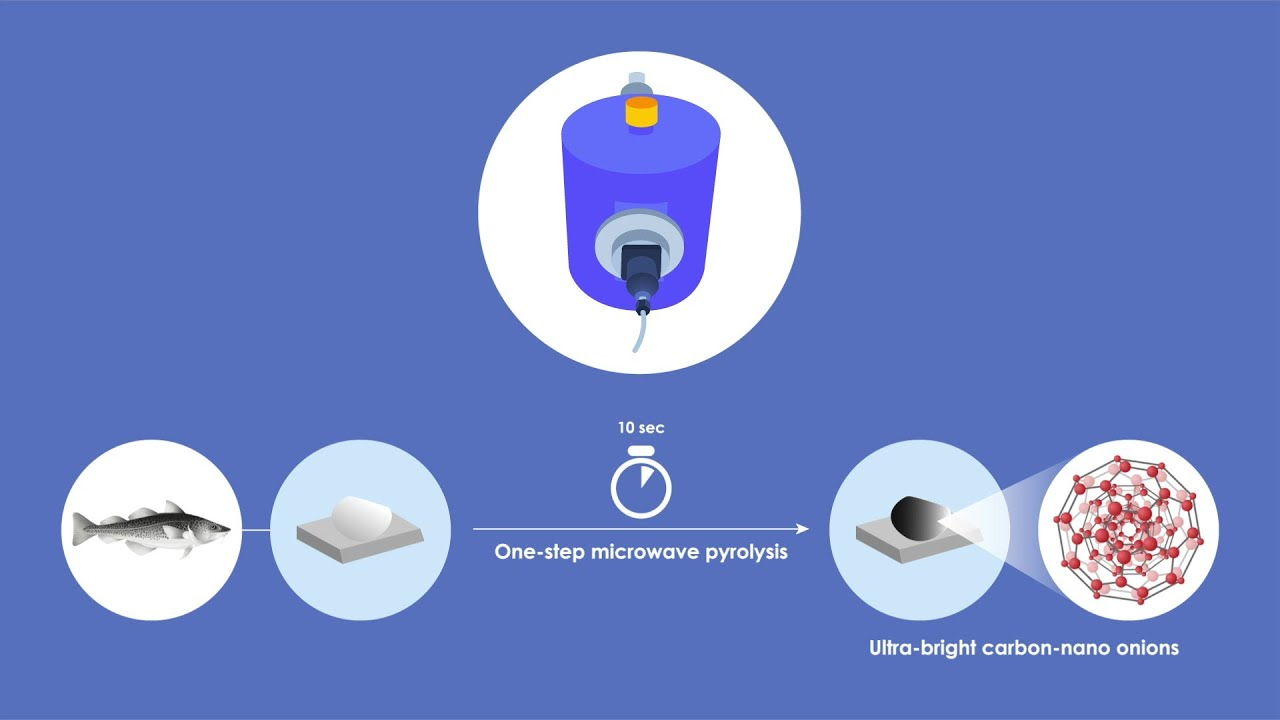 10 sec
One-step microwave pyrolysis
Ultra-bright carbon-nano onions